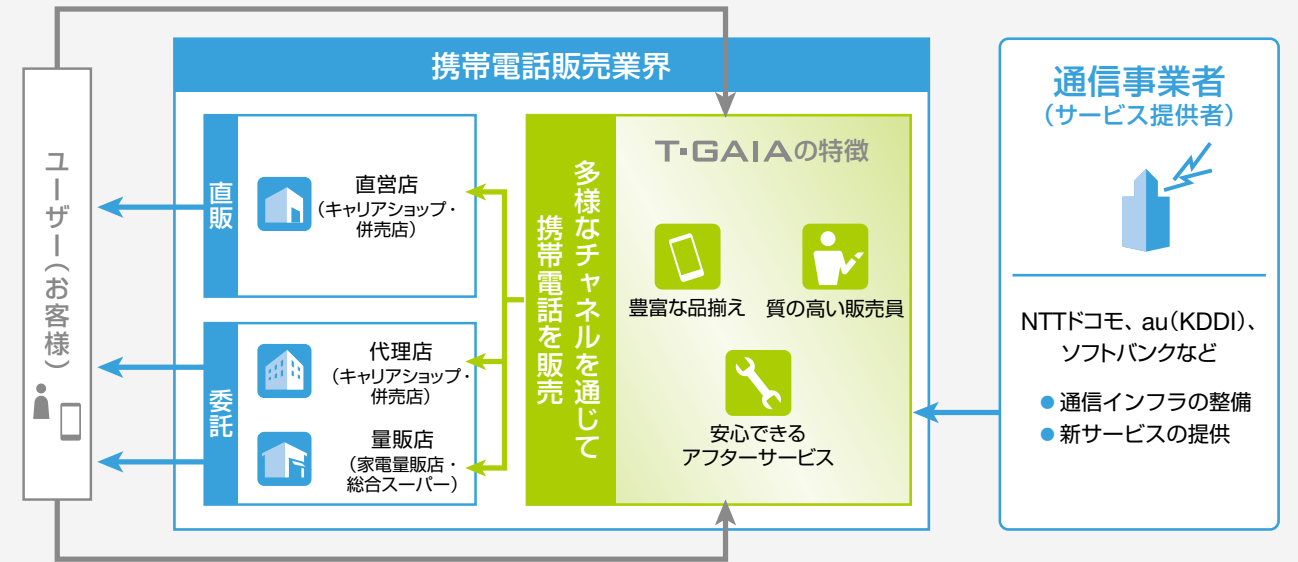 携帯電話販売業界
ユーザー(お客様)
直販
直営店
(キャリアショップ・
併売店)
委託
代理店
(キャリアショップ・
併売店)
量販店
(家電量販店・
総合スーパー)
多様なチャネルを通じて
携帯電話を販売
T・GAIAの特徴
豊富な品揃え
質の高い販売員
安心できる
アフターサービス
通信事業者
(サービス提供者)
NTTドコモ、au(KDDI)、
ソフトバンクなど
●通信インフラの整備
●新サービスの提供